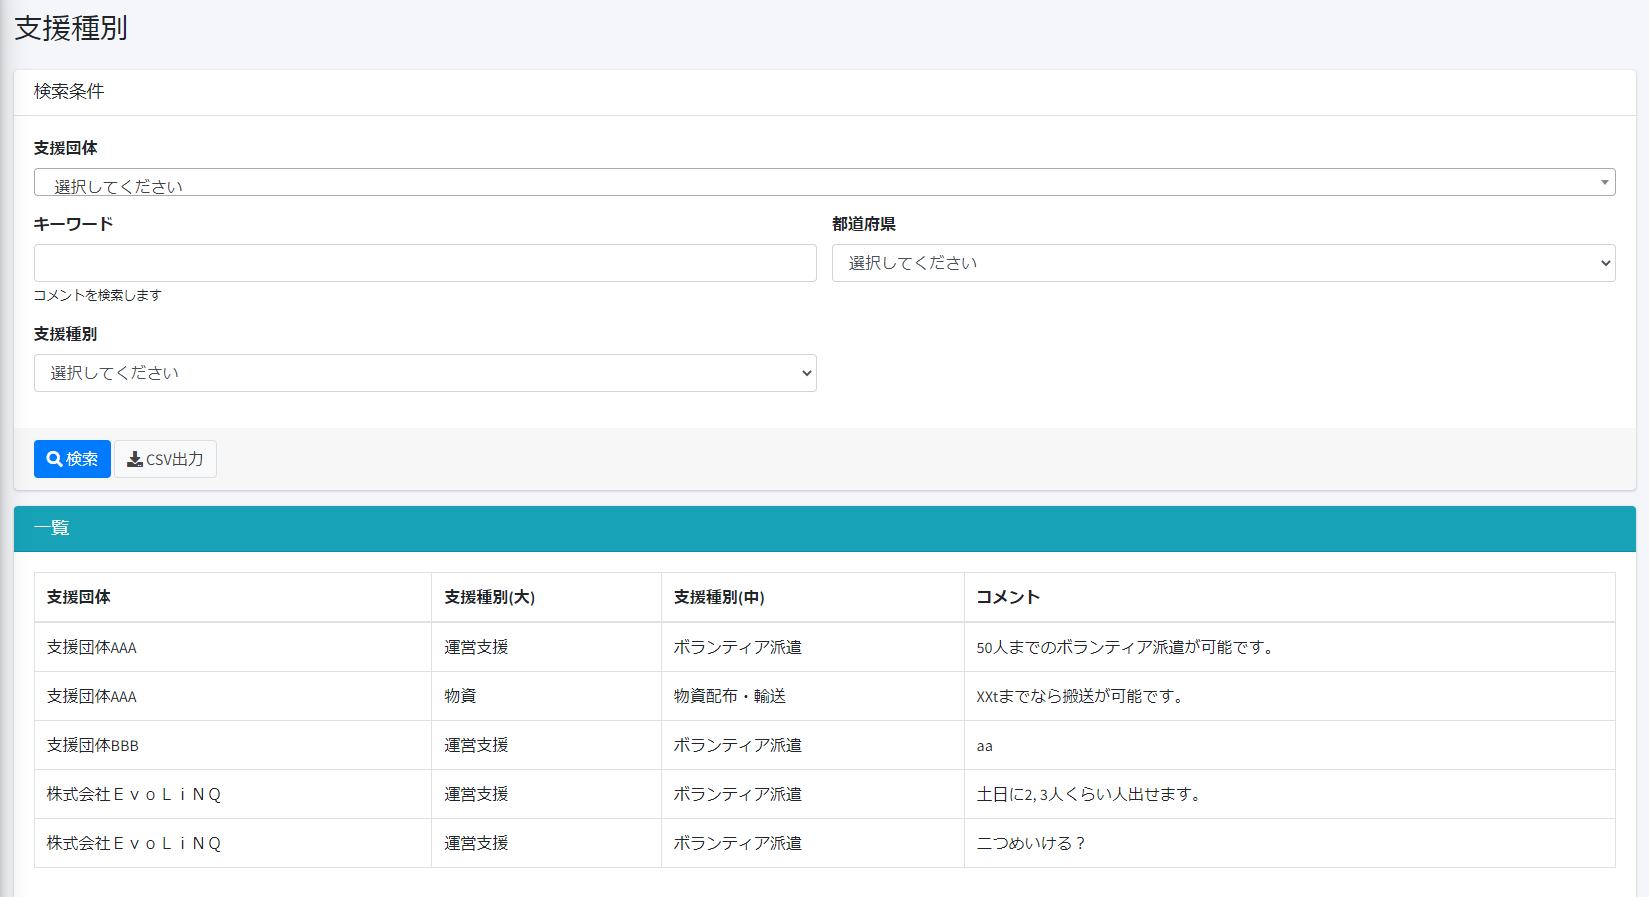 支援種別
検索条件
支援団体
選択してください
キーワード
都道府県
選択してください
コメントを検索します
支援種別
選択してください
検索
CSV出力
一覧
支援団体 支援種別(大) 支援種別(中) コメント
支援団体AAA 運営支援 ボランティア派遣 50人までのボランティア派遣が可能です。
支援団体AAA 物資 物資配布・輸送 XXtまでなら搬送が可能です。
支援団体BBB 運営支援 ボランティア派遣 aa
株式会社ＥｖｏＬｉＮＱ 運営支援 ボランティア派遣 土日に2, 3人くらい人出せます。
株式会社ＥｖｏＬｉＮＱ 運営支援 ボランティア派遣 二つめいける？